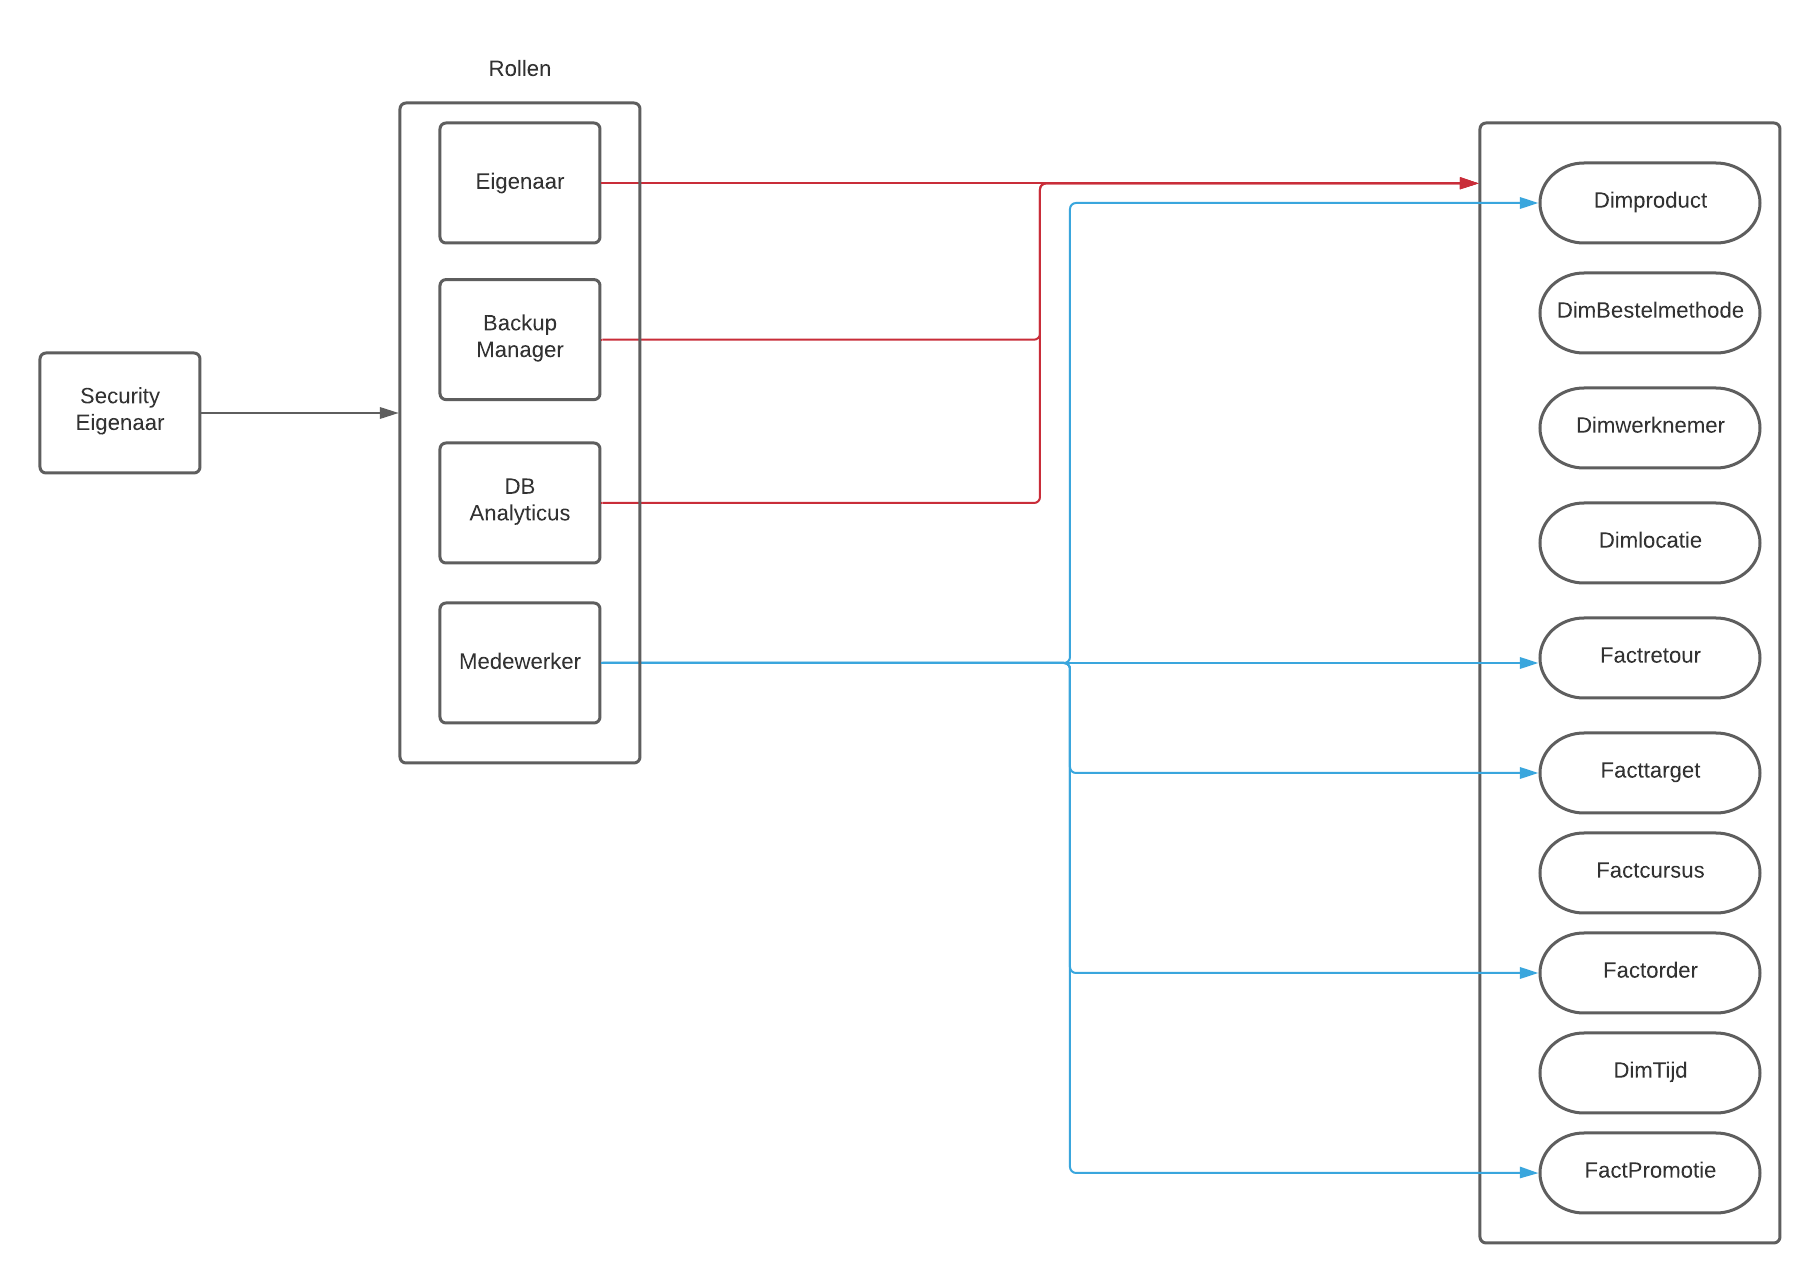 Rollen
Security
Eigenaar
Eigenaar
Backup
Manager
DB
Analyticus
Medewerker
Dimproduct
DimBestelmethode
Dimwerknemer
Dimlocatie
Factretour
Facttarget
Factcursus
Factorder
DimTijd
FactPromotie